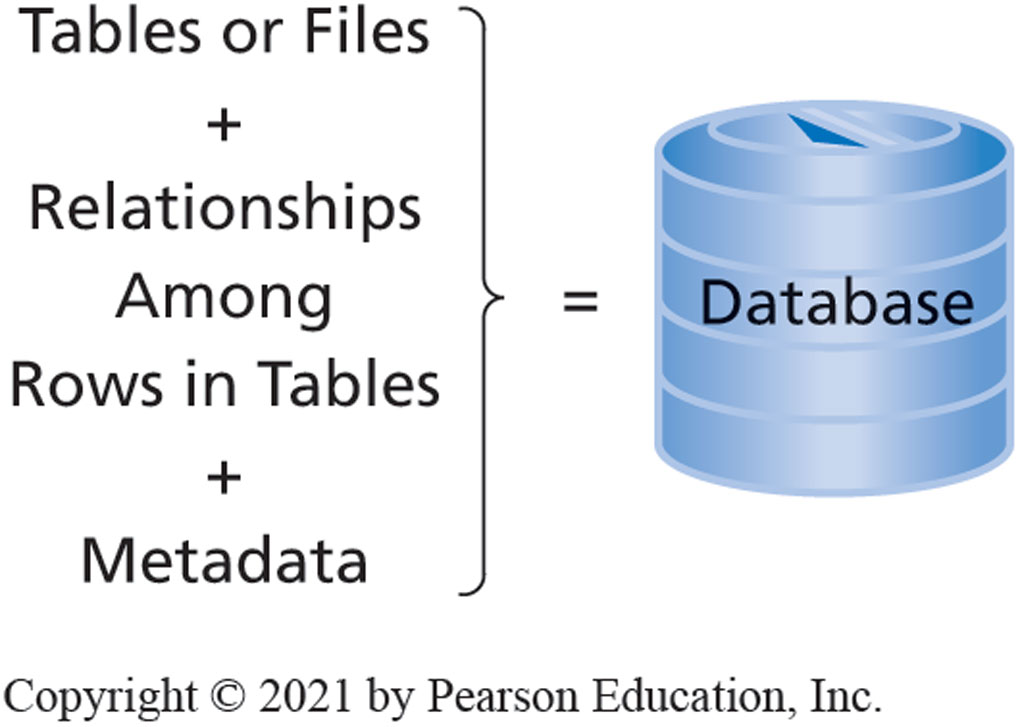 Tables or Files
+
Relationships
Among
Rows in Tables
+
Metadata
=
Database
Copyright © 2021 by Pearson Education, Inc.